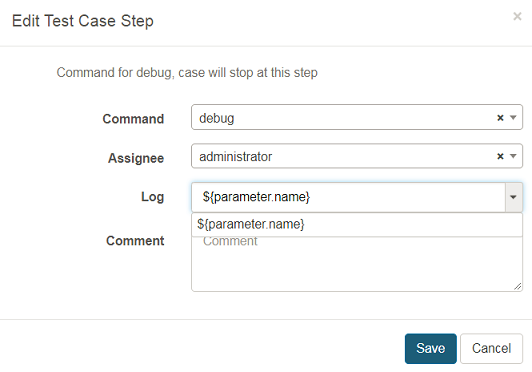 Edit Test Case Step ×
Command for debug, case will stop at this step
Command debug ×
Assignee administrator ×
Log ${parameter.name}
${parameter.name}
Comment Comment
Save Cancel